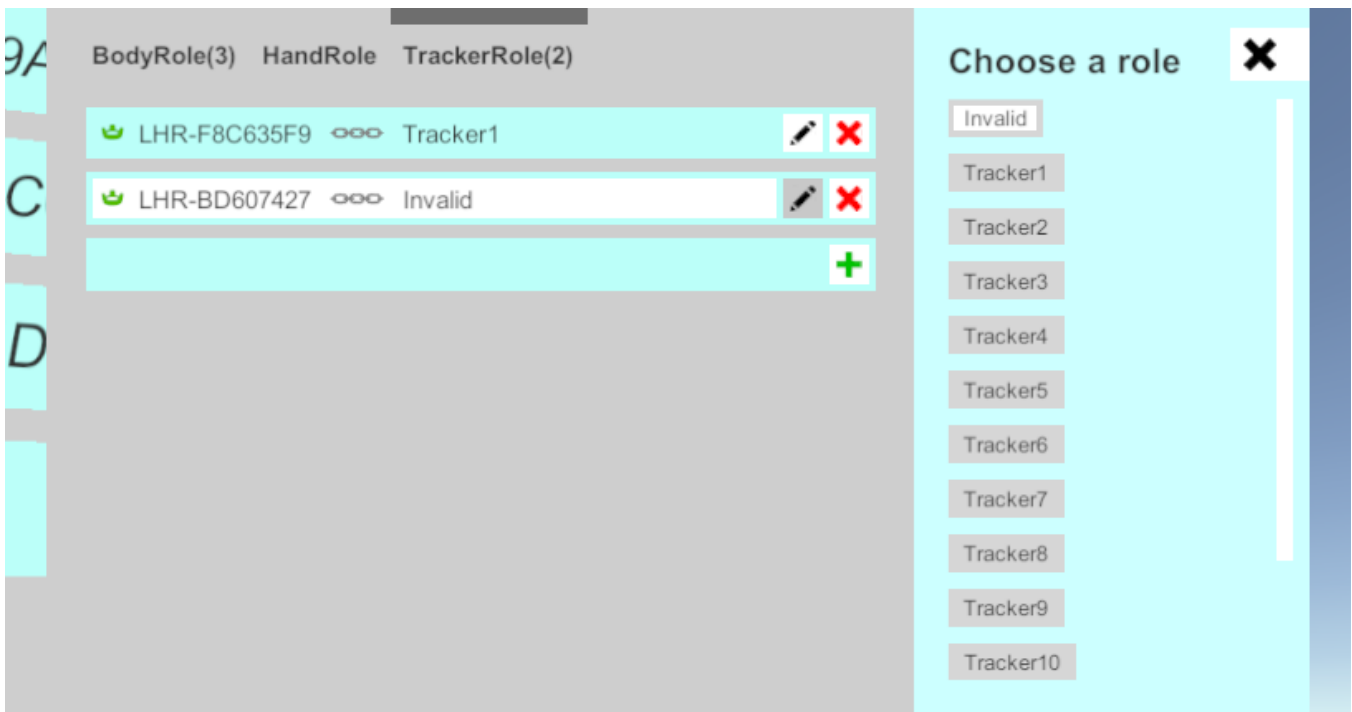 9A
BodyRole(3) HandRole TrackerRole(2)
LHR-F8C635F9 Tracker1
LHR-BD607427 Invalid
C
D
Choose a role
Invalid
Tracker1
Tracker2
Tracker3
Tracker4
Tracker5
Tracker6
Tracker7
Tracker8
Tracker9
Tracker10